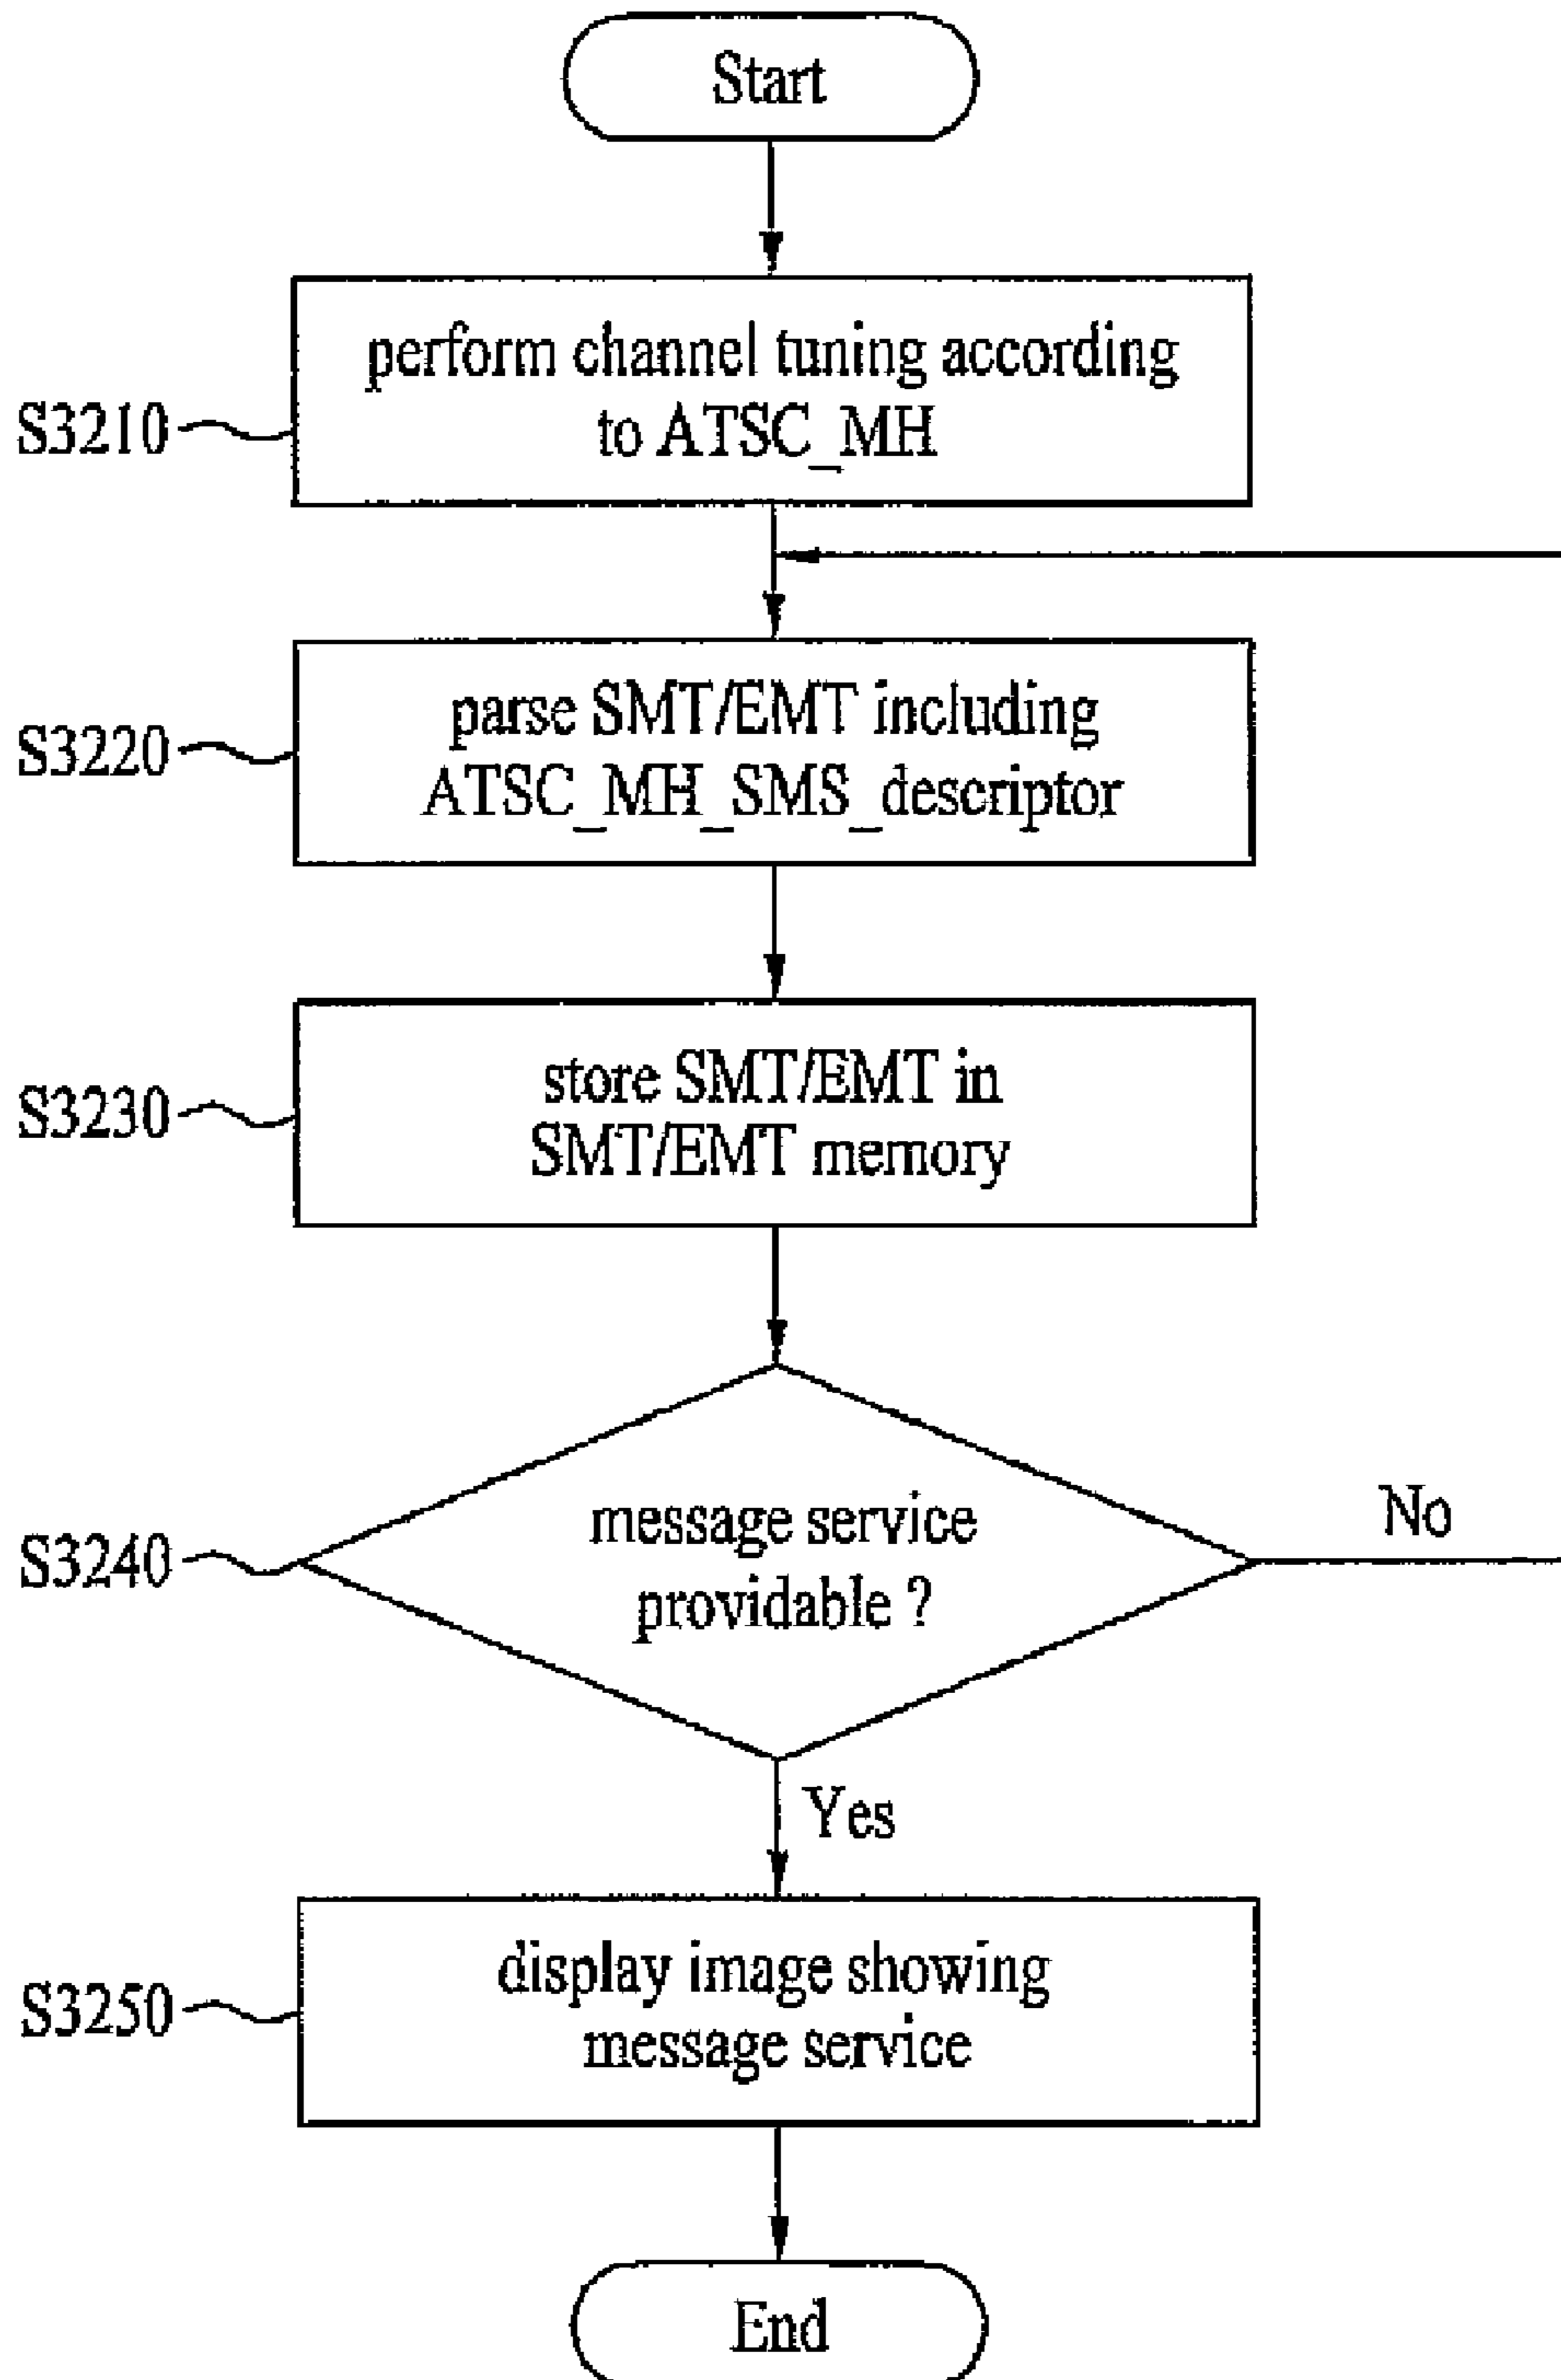 Start
S3210
perform channel tuning according
to ATSC_MH
S3220
parse SMT/EMT including
ATSC_MH_SMS_descriptor
S3230
store SMT/EMT in
SMT/EMT memory
S3240
message service
providable ?
No
Yes
S3250
display image showing
message service
End